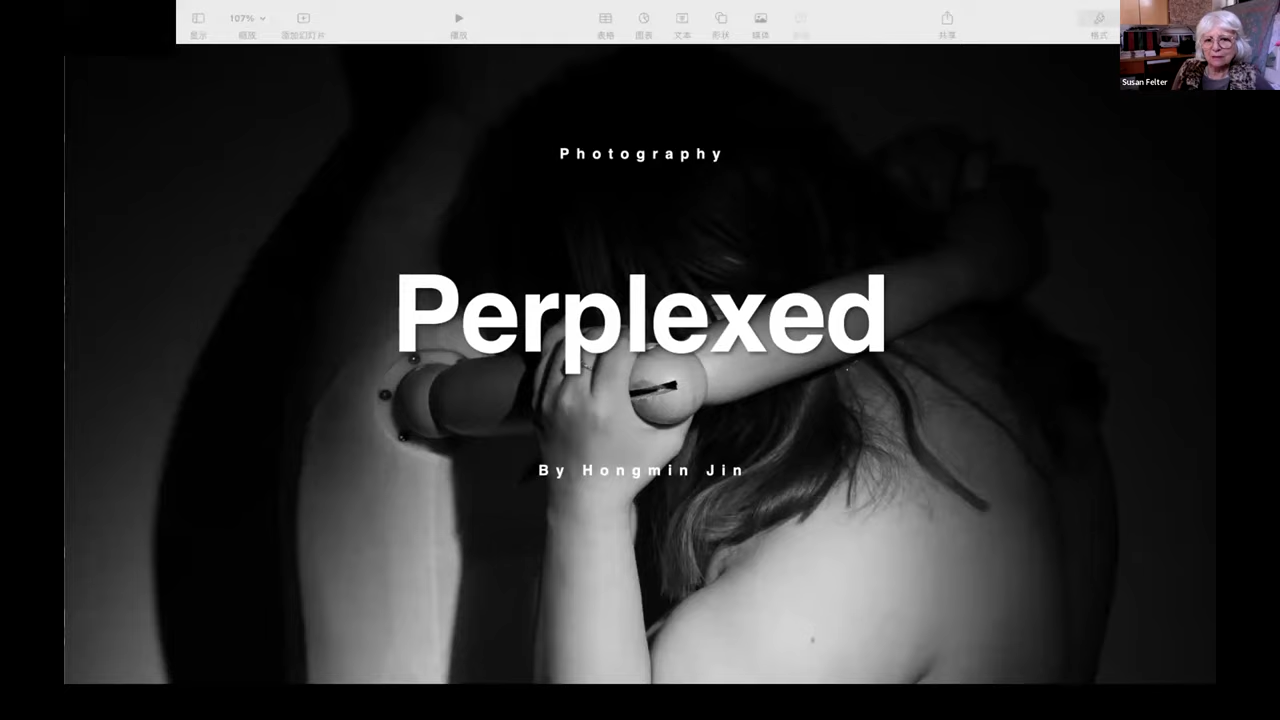 107%
显示 缩放 添加幻灯片 播放 表格 图表 文本 形状 媒体 共享 格式
Susan Felter
Photography
Perplexed
By Hongmin Jin